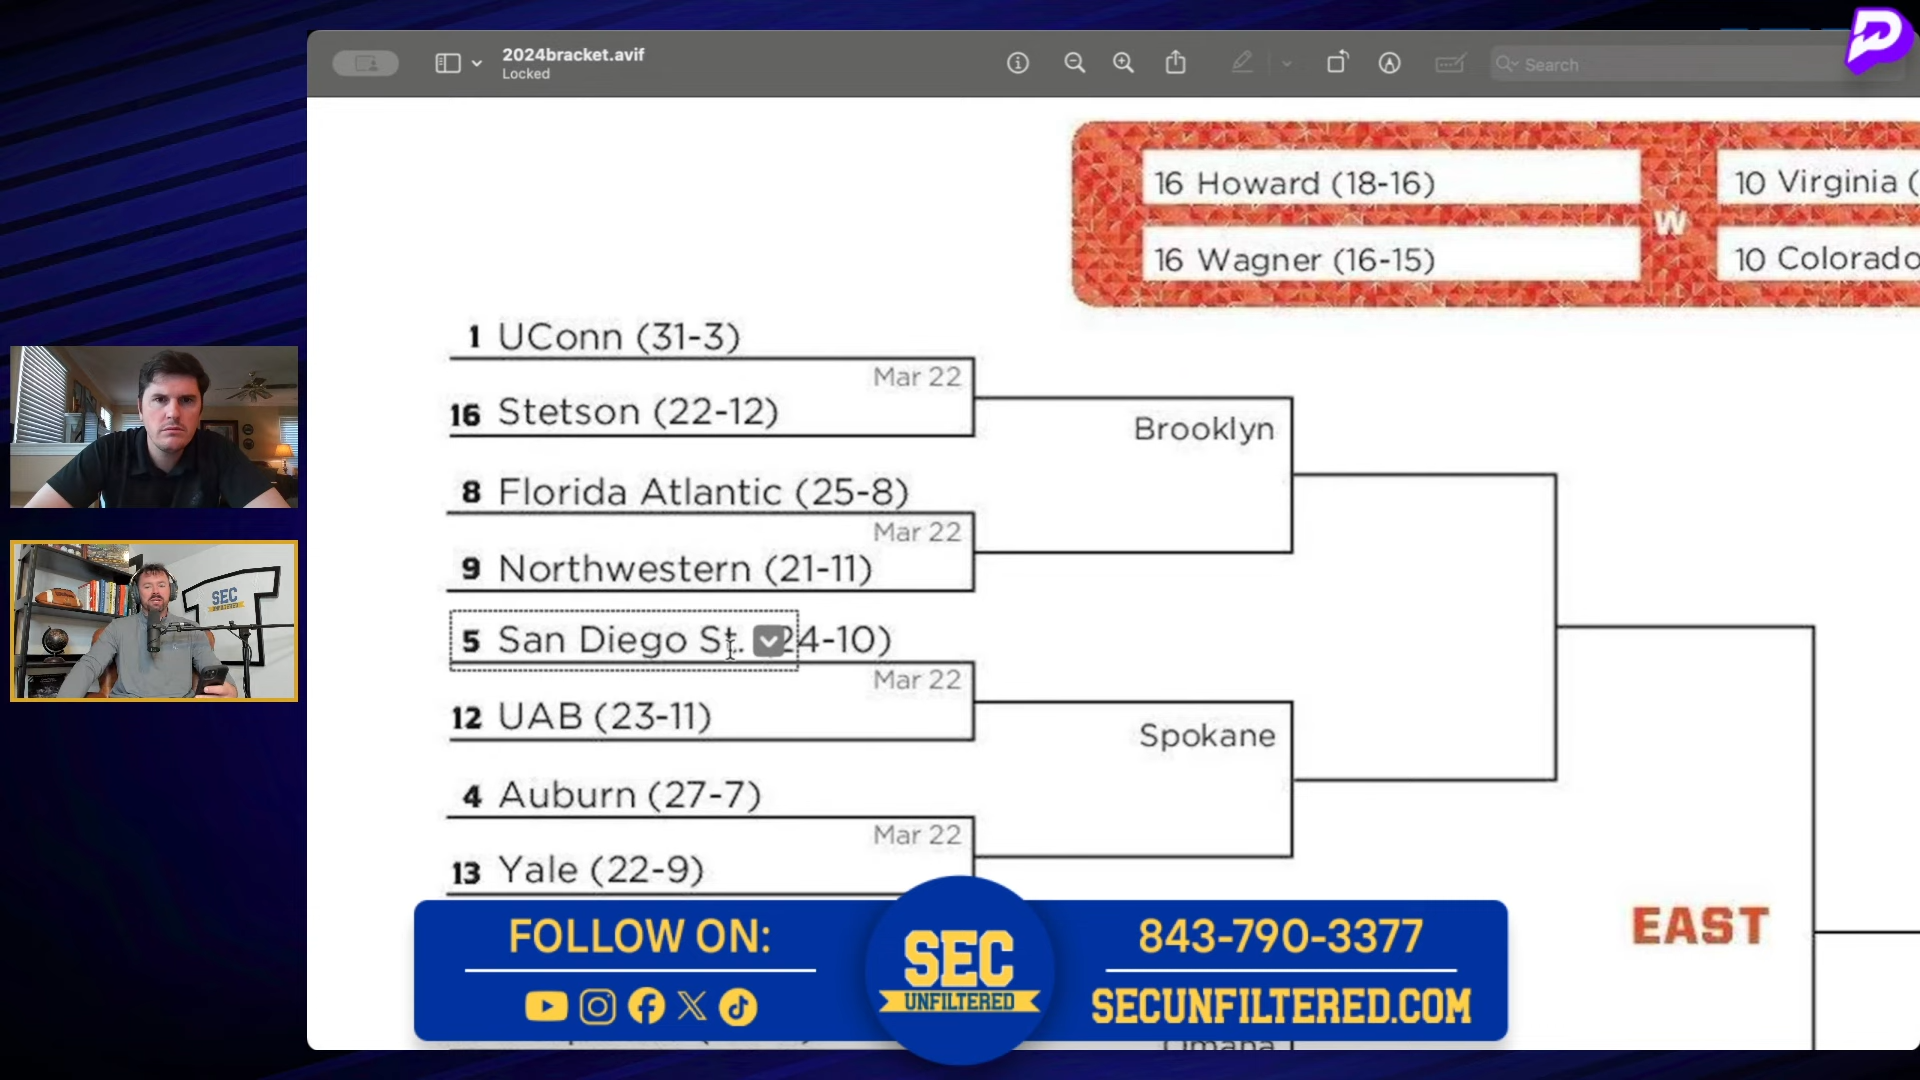 2024bracket.avif
Locked
Search
16 Howard (18-16)
16 Wagner (16-15)
W
10 Virginia (
10 Colorado
1 UConn (31-3)
Mar 22
16 Stetson (22-12)
Brooklyn
8 Florida Atlantic (25-8)
Mar 22
9 Northwestern (21-11)
5 San Diego St. 24-10)
Mar 22
12 UAB (23-11)
Spokane
4 Auburn (27-7)
Mar 22
13 Yale (22-9)
EAST
SEC
FOLLOW ON:
SEC
UNFILTERED
843-790-3377
SECUNFILTERED.COM
Omaha